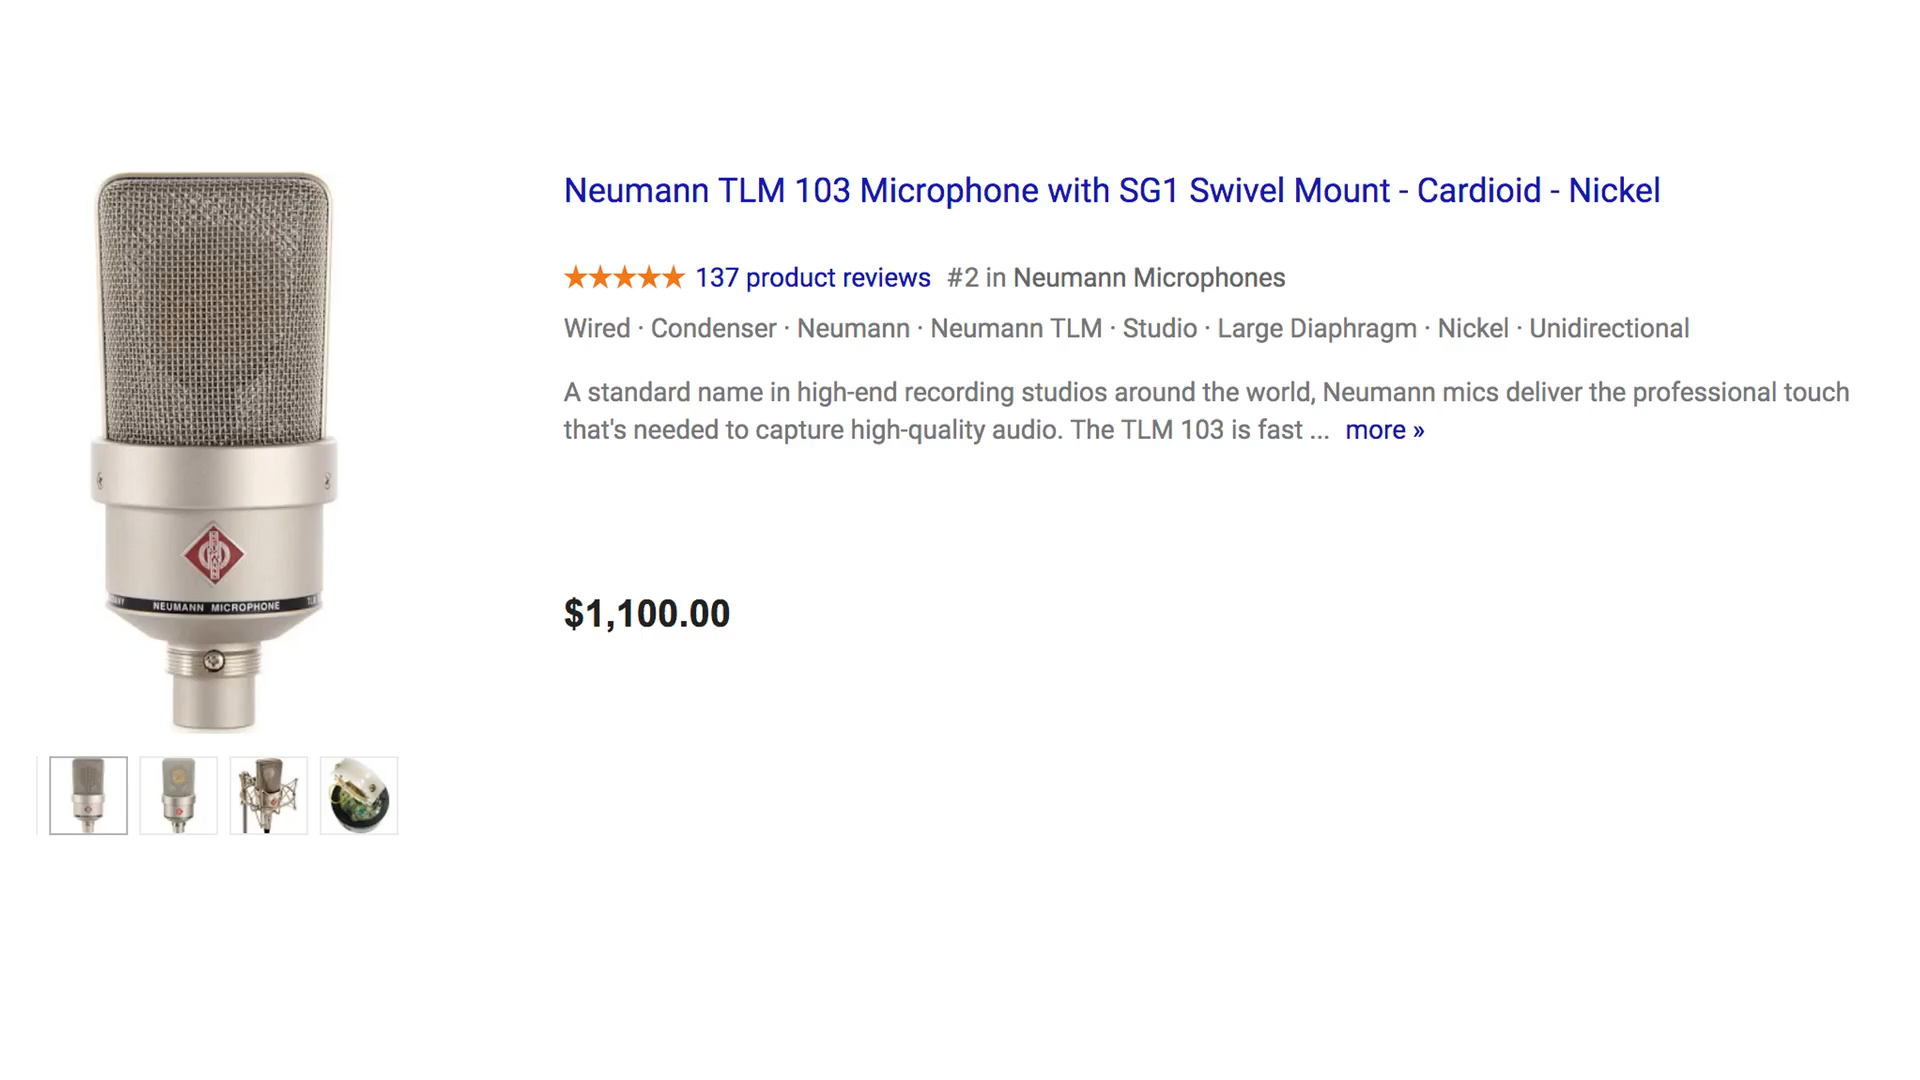 Neumann TLM 103 Microphone with SG1 Swivel Mount - Cardioid - Nickel
★★★★★ 137 product reviews #2 in Neumann Microphones
Wired · Condenser · Neumann · Neumann TLM · Studio · Large Diaphragm · Nickel · Unidirectional
A standard name in high-end recording studios around the world, Neumann mics deliver the professional touch
that's needed to capture high-quality audio. The TLM 103 is fast ... more »
NEUMANN MICROPHONE
$1,100.00